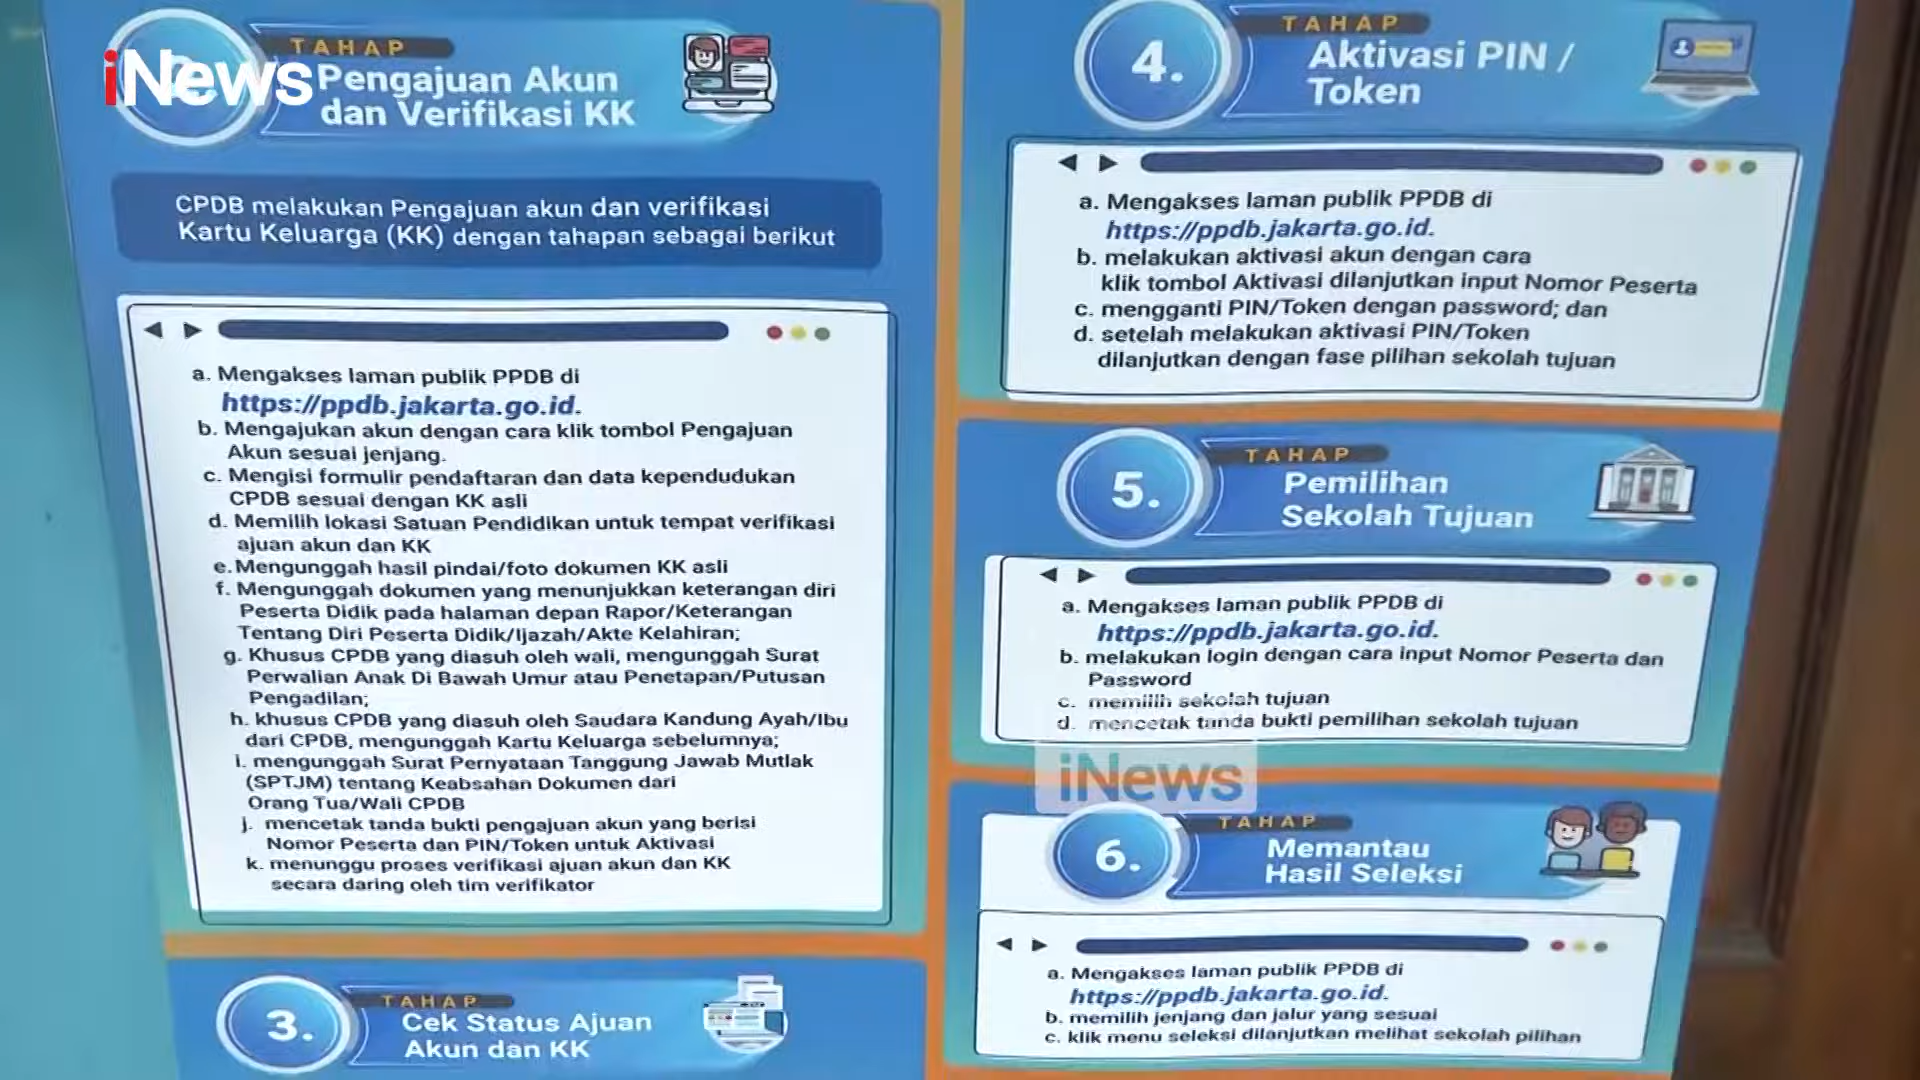 iNews
TAHAP
Pengajuan Akun
dan Verifikasi KK
CPDB melakukan Pengajuan akun dan verifikasi
Kartu Keluarga (KK) dengan tahapan sebagai berikut
a. Mengakses laman publik PPDB di
https://ppdb.jakarta.go.id.
b. Mengajukan akun dengan cara klik tombol Pengajuan
Akun sesuai jenjang.
c. Mengisi formulir pendaftaran dan data kependudukan
CPDB sesuai dengan KK asli
d. Memilih lokasi Satuan Pendidikan untuk tempat verifikasi
ajuan akun dan KK
e. Mengunggah hasil pindai/foto dokumen KK asli
f. Mengunggah dokumen yang menunjukkan keterangan diri
Peserta Didik pada halaman depan Rapor/Keterangan
Tentang Diri Peserta Didik/Ijazah/Akte Kelahiran;
g. Khusus CPDB yang diasuh oleh wali, mengunggah Surat
Perwalian Anak Di Bawah Umur atau Penetapan/Putusan
Pengadilan;
h. khusus CPDB yang diasuh oleh Saudara Kandung Ayah/Ibu
dari CPDB, mengunggah Kartu Keluarga sebelumnya;
i. mengunggah Surat Pernyataan Tanggung Jawab Mutlak
(SPTJM) tentang Keabsahan Dokumen dari
Orang Tua/Wali CPDB
j. mencetak tanda bukti pengajuan akun yang berisi
Nomor Peserta dan PIN/Token untuk Aktivasi
k. menunggu proses verifikasi ajuan akun dan KK
secara daring oleh tim verifikator
3.
TAHAP
Cek Status Ajuan
Akun dan KK
4.
TAHAP
Aktivasi PIN /
Token
a. Mengakses laman publik PPDB di
https://ppdb.jakarta.go.id.
b. melakukan aktivasi akun dengan cara
klik tombol Aktivasi dilanjutkan input Nomor Peserta
c. mengganti PIN/Token dengan password; dan
d. setelah melakukan aktivasi PIN/Token
dilanjutkan dengan fase pilihan sekolah tujuan
5.
TAHAP
Pemilihan
Sekolah Tujuan
a. Mengakses laman publik PPDB di
https://ppdb.jakarta.go.id.
b. melakukan login dengan cara input Nomor Peserta dan
Password
c. memilih sekolah tujuan
d. mencetak tanda bukti pemilihan sekolah tujuan
iNews
6.
TAHAP
Memantau
Hasil Seleksi
a. Mengakses laman publik PPDB di
https://ppdb.jakarta.go.id.
b. memilih jenjang dan jalur yang sesuai
c. klik menu seleksi dilanjutkan melihat sekolah pilihan